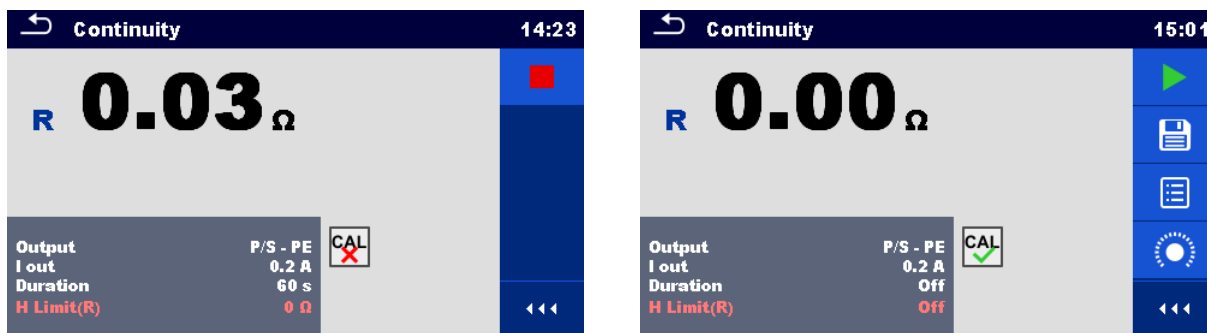 Continuity 14:23
R 0.03 Ω
CAL
Output P/S - PE
I out 0.2 A
Duration 60 s
H Limit(R) 0 Ω
Continuity 15:01
R 0.00 Ω
CAL
Output P/S - PE
I out 0.2 A
Duration Off
H Limit(R) Off